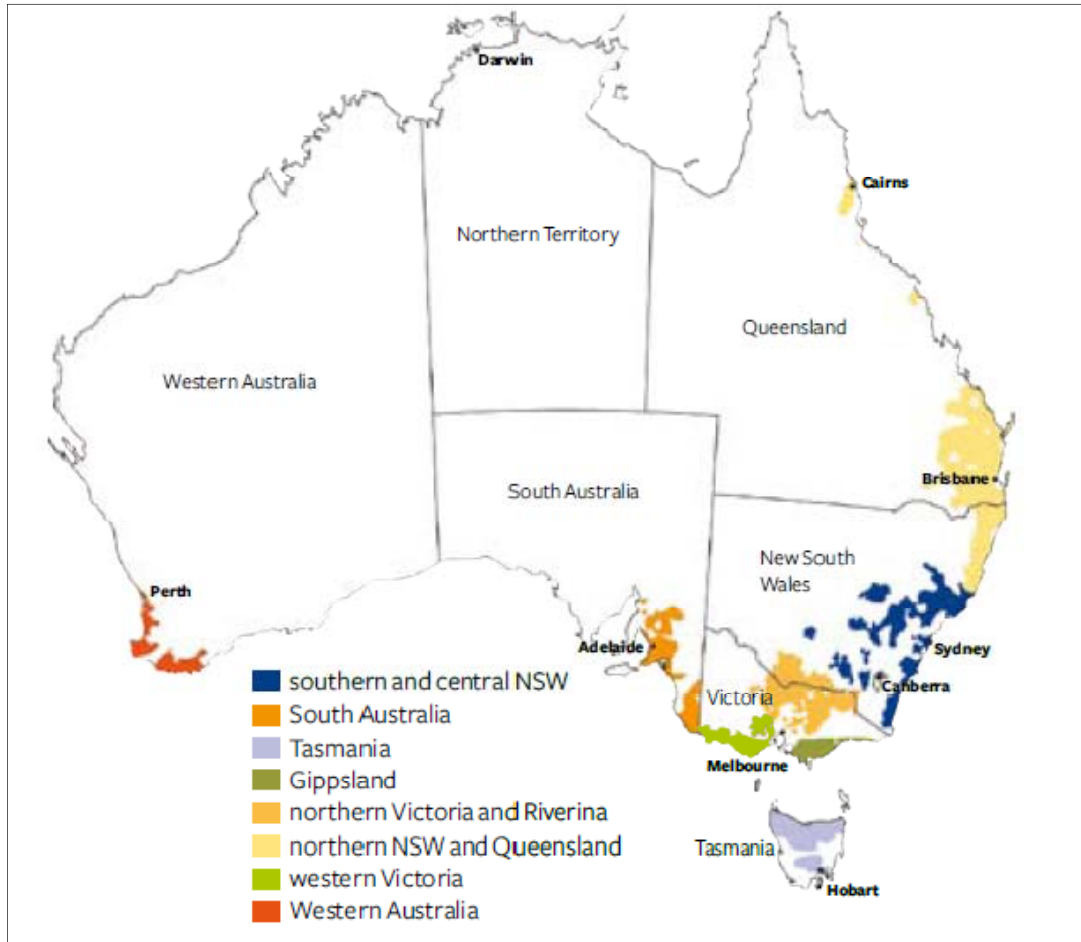 Darwin
Cairns
Northern Territory
Queensland
Western Australia
Brisbane
South Australia
New South
Wales
Perth
Adelaide
Sydney
Canberra
southern and central NSW
Victoria
South Australia
Tasmania
Melbourne
Gippsland
northern Victoria and Riverina
northern NSW and Queensland
Tasmania
western Victoria
Hobart
Western Australia